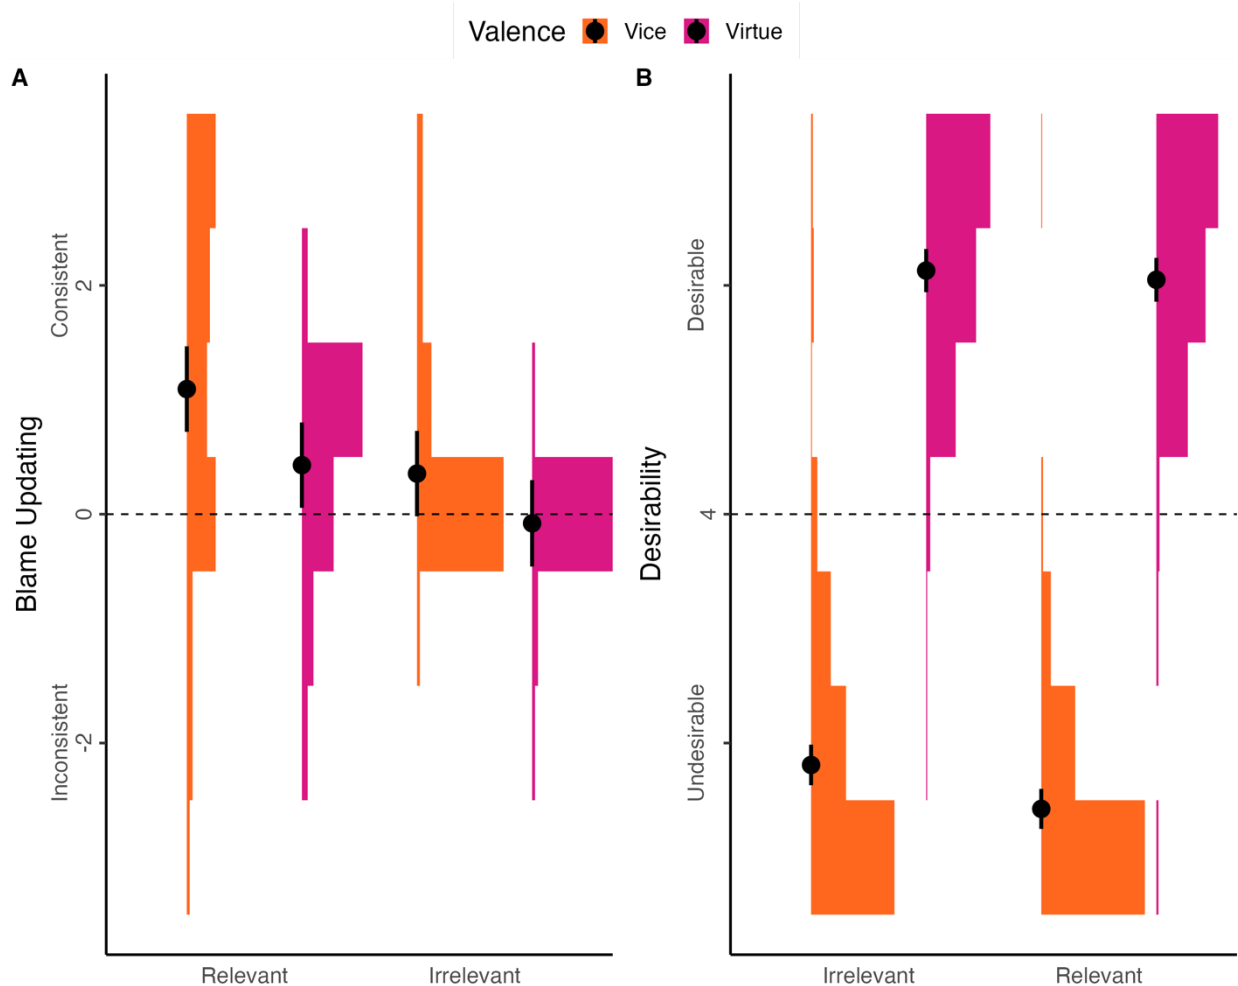 Valence Vice Virtue
A
B
Blame Updating
Inconsistent
Consistent
2
0
-2
Relevant
Irrelevant
Desirability
Undesirable
Desirable
4
Irrelevant
Relevant